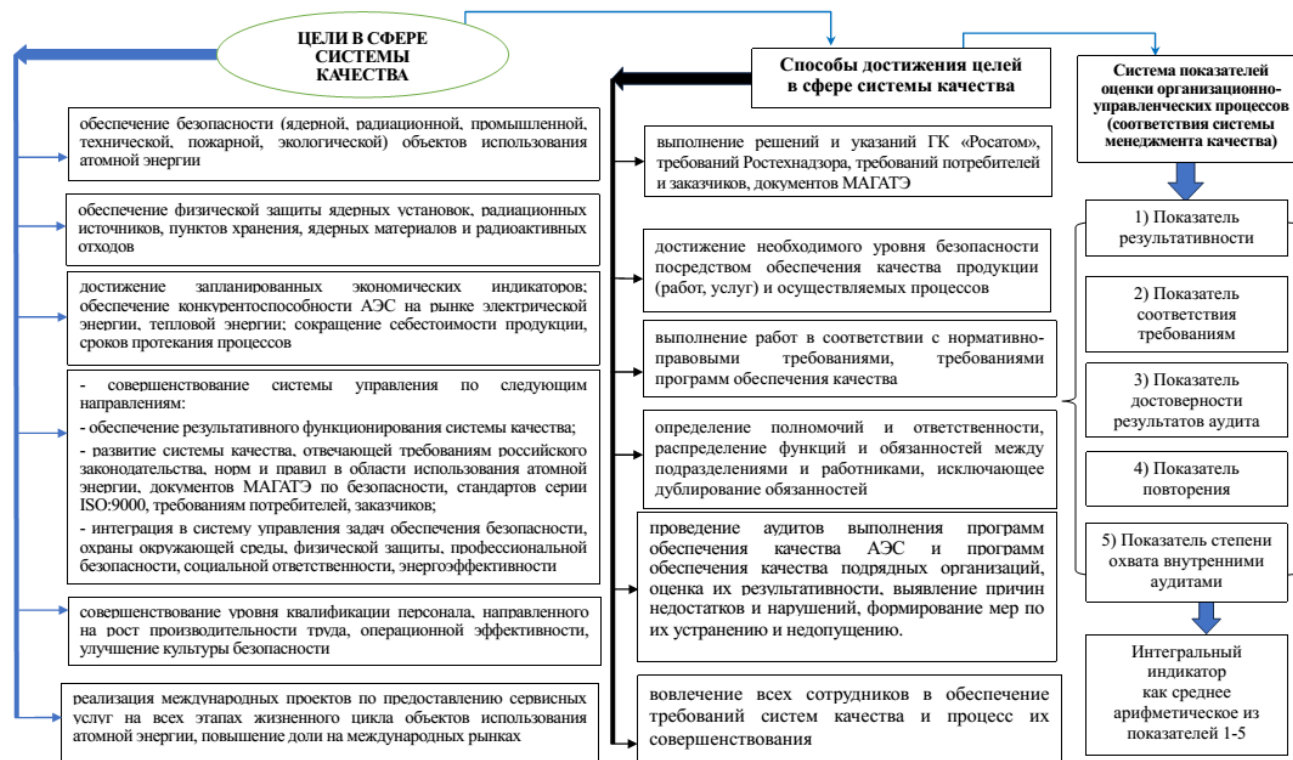 ЦЕЛИ В СФЕРЕ
СИСТЕМЫ
КАЧЕСТВА
обеспечение безопасности (ядерной, радиационной, промышленной,
технической, пожарной, экологической) объектов использования
атомной энергии
обеспечение физической защиты ядерных установок, радиационных
источников, пунктов хранения, ядерных материалов и радиоактивных
отходов
достижение запланированных экономических индикаторов;
обеспечение конкурентоспособности АЭС на рынке электрической
энергии, тепловой энергии; сокращение себестоимости продукции,
сроков протекания процессов
- совершенствование системы управления по следующим
направлениям:
- обеспечение результативного функционирования системы качества;
- развитие системы качества, отвечающей требованиям российского
законодательства, норм и правил в области использования атомной
энергии, документов МАГАТЭ по безопасности, стандартов серии
ISO:9000, требованиям потребителей, заказчиков;
- интеграция в систему управления задач обеспечения безопасности,
охраны окружающей среды, физической защиты, профессиональной
безопасности, социальной ответственности, энергоэффективности
совершенствование уровня квалификации персонала, направленного
на рост производительности труда, операционной эффективности,
улучшение культуры безопасности
реализация международных проектов по предоставлению сервисных
услуг на всех этапах жизненного цикла объектов использования
атомной энергии, повышение доли на международных рынках
Способы достижения целей
в сфере системы качества
выполнение решений и указаний ГК «Росатом»,
требований Ростехнадзора, требований потребителей
и заказчиков, документов МАГАТЭ
достижение необходимого уровня безопасности
посредством обеспечения качества продукции
(работ, услуг) и осуществляемых процессов
выполнение работ в соответствии с нормативно-
правовыми требованиями, требованиями
программ обеспечения качества
определение полномочий и ответственности,
распределение функций и обязанностей между
подразделениями и работниками, исключающее
дублирование обязанностей
проведение аудитов выполнения программ
обеспечения качества АЭС и программ
обеспечения качества подрядных организаций,
оценка их результативности, выявление причин
недостатков и нарушений, формирование мер по
их устранению и недопущению.
вовлечение всех сотрудников в обеспечение
требований систем качества и процесс их
совершенствования
Система показателей
оценки организационно-
управленческих процессов
(соответствия системы
менеджмента качества)
1) Показатель
результативности
2) Показатель
соответствия
требованиям
3) Показатель
достоверности
результатов аудита
4) Показатель
повторения
5) Показатель степени
охвата внутренними
аудитами
Интегральный
индикатор
как среднее
арифметическое из
показателей 1-5